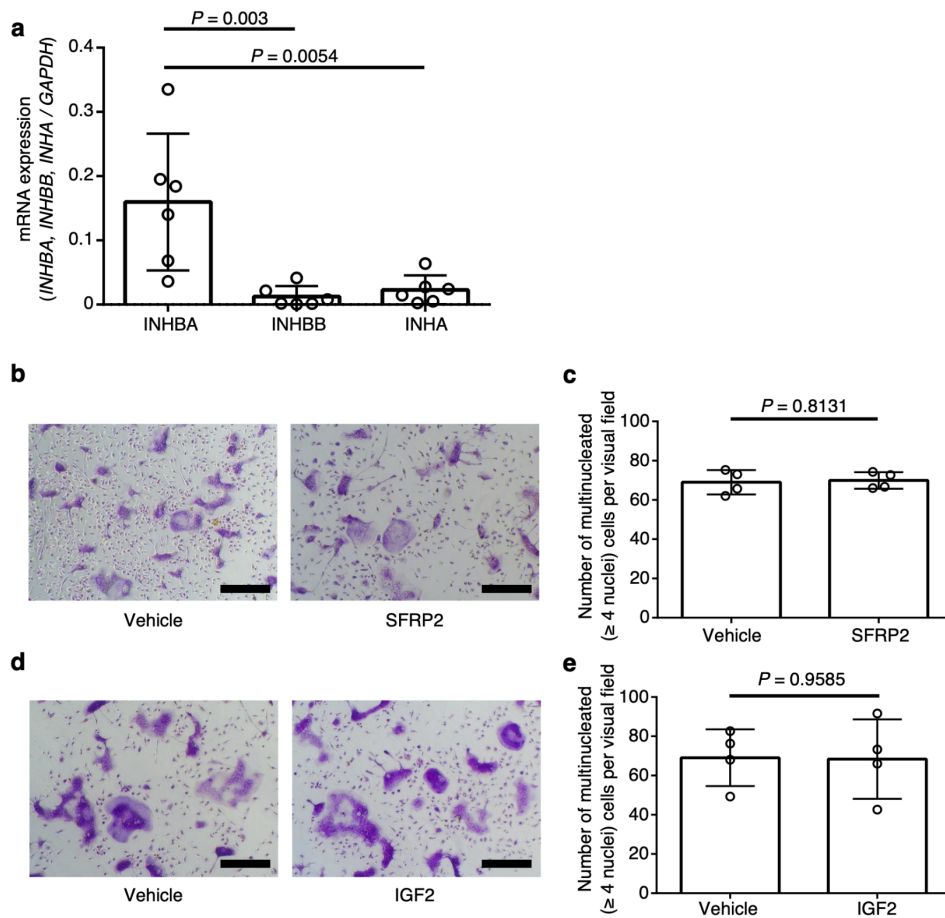 a
P = 0.003
P = 0.0054
mRNA expression
(INHBA, INHBB, INHA / GAPDH)
0.4
0.3
0.2
0.1
0
INHBA
INHBB
INHA
b
Vehicle
SFRP2
c
P = 0.8131
Number of multinucleated
(≥ 4 nuclei) cells per visual field
100
80
60
40
20
0
Vehicle
SFRP2
d
Vehicle
IGF2
e
P = 0.9585
Number of multinucleated
(≥ 4 nuclei) cells per visual field
100
80
60
40
20
0
Vehicle
IGF2